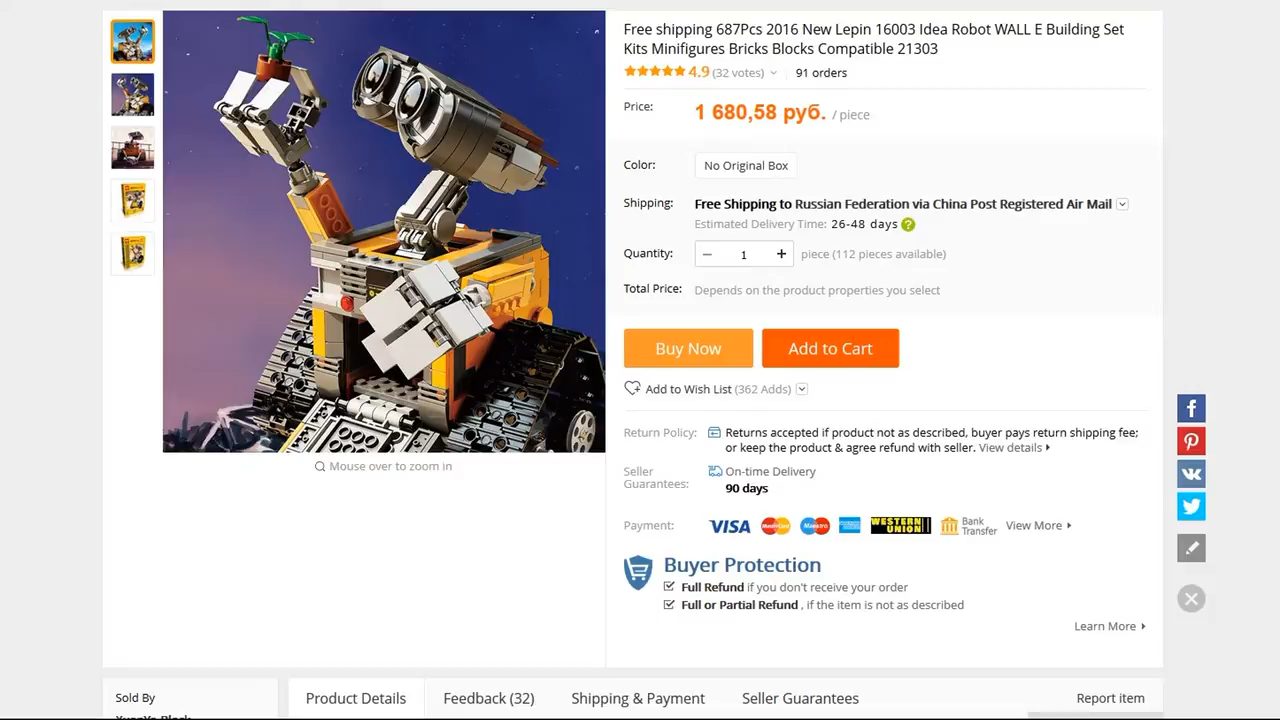 Free shipping 687Pcs 2016 New Lepin 16003 Idea Robot WALL E Building Set
Kits Minifigures Bricks Blocks Compatible 21303
4.9 (32 votes) 91 orders
Price: 1 680,58 руб. / piece
Color: No Original Box
Shipping: Free Shipping to Russian Federation via China Post Registered Air Mail
Estimated Delivery Time: 26-48 days ?
Quantity: − 1 + piece (112 pieces available)
Total Price: Depends on the product properties you select
Buy Now Add to Cart
Add to Wish List (362 Adds)
Mouse over to zoom in
Return Policy: Returns accepted if product not as described, buyer pays return shipping fee;
or keep the product & agree refund with seller. View details
Seller Guarantees: On-time Delivery
90 days
Payment: VISA MasterCard Maestro WESTERN UNION Bank Transfer View More
Buyer Protection
Full Refund if you don't receive your order
Full or Partial Refund , if the item is not as described
Learn More
Sold By
Product Details Feedback (32) Shipping & Payment Seller Guarantees Report item